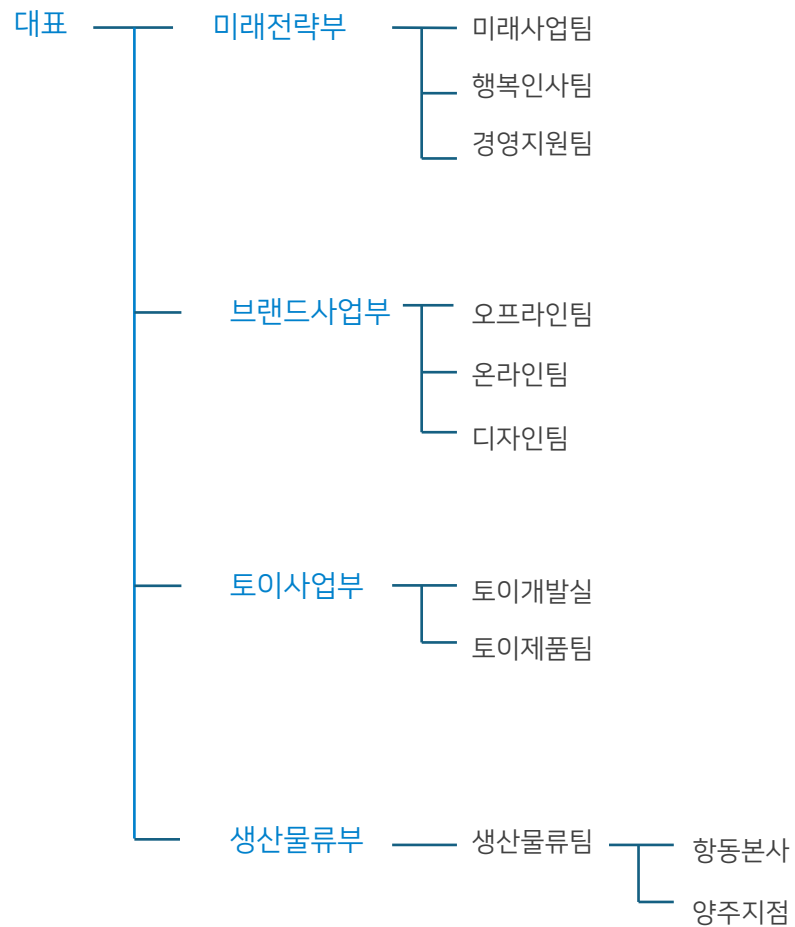 대표
미래전략부
미래사업팀
행복인사팀
경영지원팀
브랜드사업부
오프라인팀
온라인팀
디자인팀
토이사업부
토이개발실
토이제품팀
생산물류부
생산물류팀
항동본사
양주지점